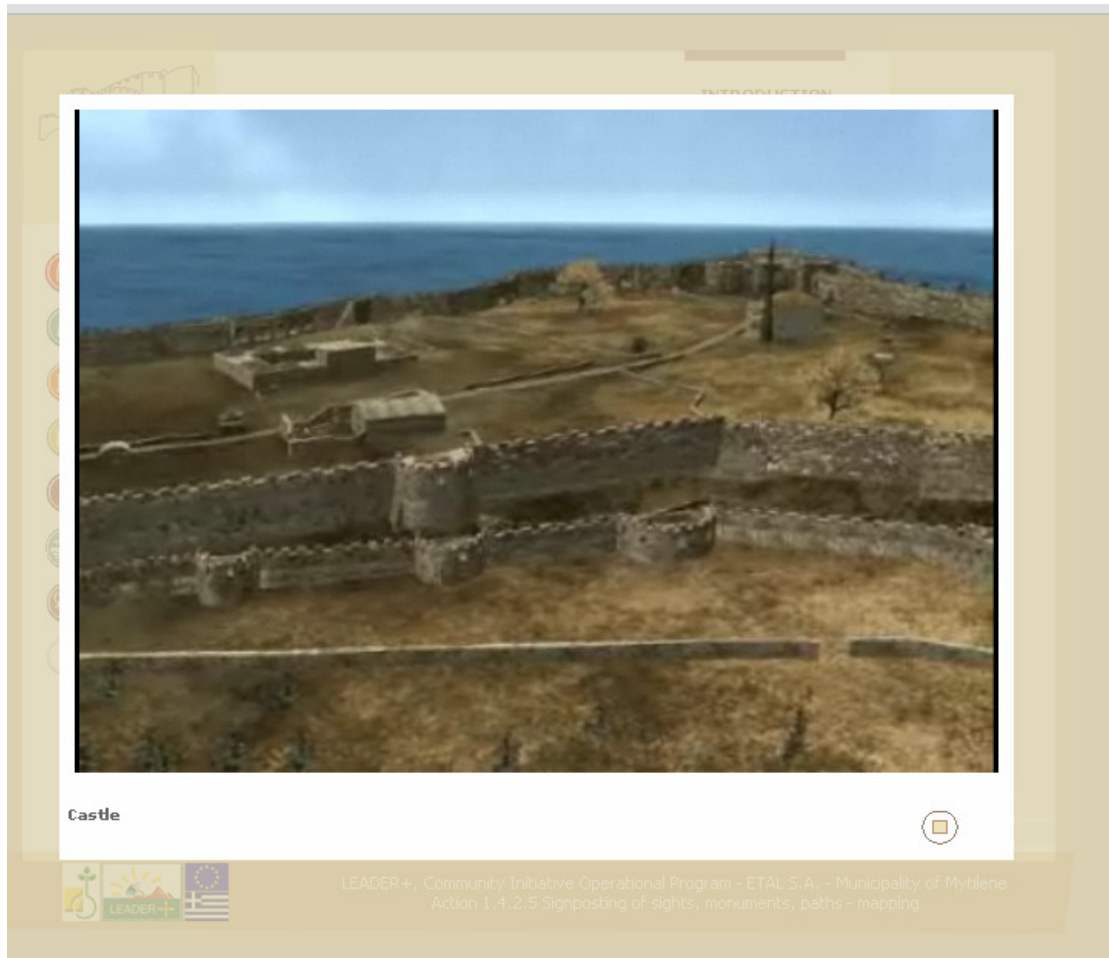 INTRODUCTION
Castle
LEADER+
LEADER+, Community Initiative Operational Program - ETAL S.A. - Municipality of Mytilene
Action 1.4.2.5 Signposting of sights, monuments, paths - mapping